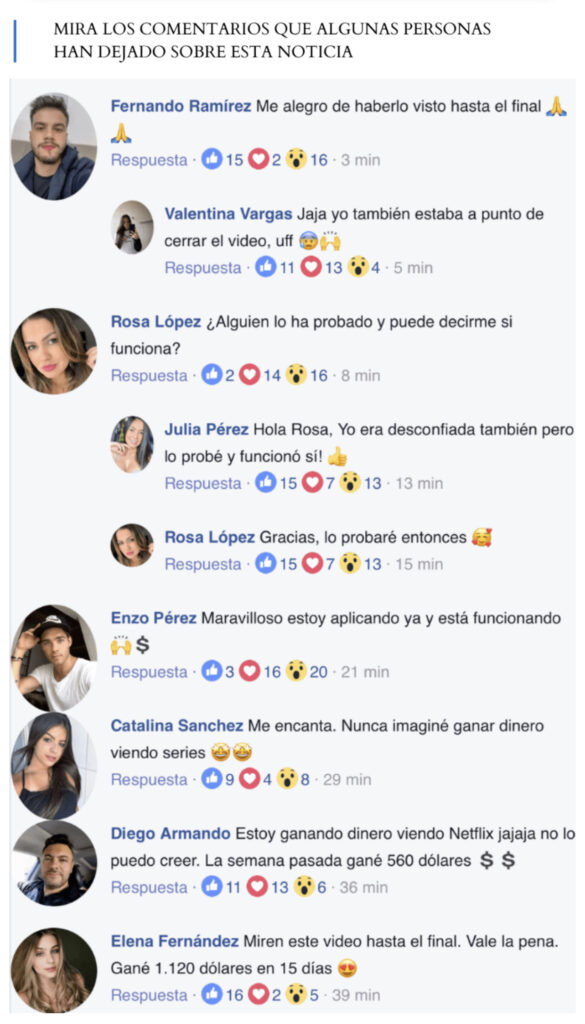 MIRA LOS COMENTARIOS QUE ALGUNAS PERSONAS
HAN DEJADO SOBRE ESTA NOTICIA
Fernando Ramírez Me alegro de haberlo visto hasta el final 🙏
🙏
Respuesta · 15 2 16 · 3 min
Valentina Vargas Jaja yo también estaba a punto de
cerrar el video, uff 😰🙌
Respuesta · 11 13 4 · 5 min
Rosa López ¿Alguien lo ha probado y puede decirme si
funciona?
Respuesta · 2 14 16 · 8 min
Julia Pérez Hola Rosa, Yo era desconfiada también pero
lo probé y funcionó sí! 👍
Respuesta · 15 7 13 · 13 min
Rosa López Gracias, lo probaré entonces 🥰
Respuesta · 15 7 13 · 15 min
Enzo Pérez Maravilloso estoy aplicando ya y está funcionando
🙌💲
Respuesta · 3 16 20 · 21 min
Catalina Sanchez Me encanta. Nunca imaginé ganar dinero
viendo series 🤩🤩
Respuesta · 9 4 8 · 29 min
Diego Armando Estoy ganando dinero viendo Netflix jajaja no lo
puedo creer. La semana pasada gané 560 dólares 💲💲
Respuesta · 11 13 6 · 36 min
Elena Fernández Miren este video hasta el final. Vale la pena.
Gané 1.120 dólares en 15 días 😍
Respuesta · 16 2 5 · 39 min